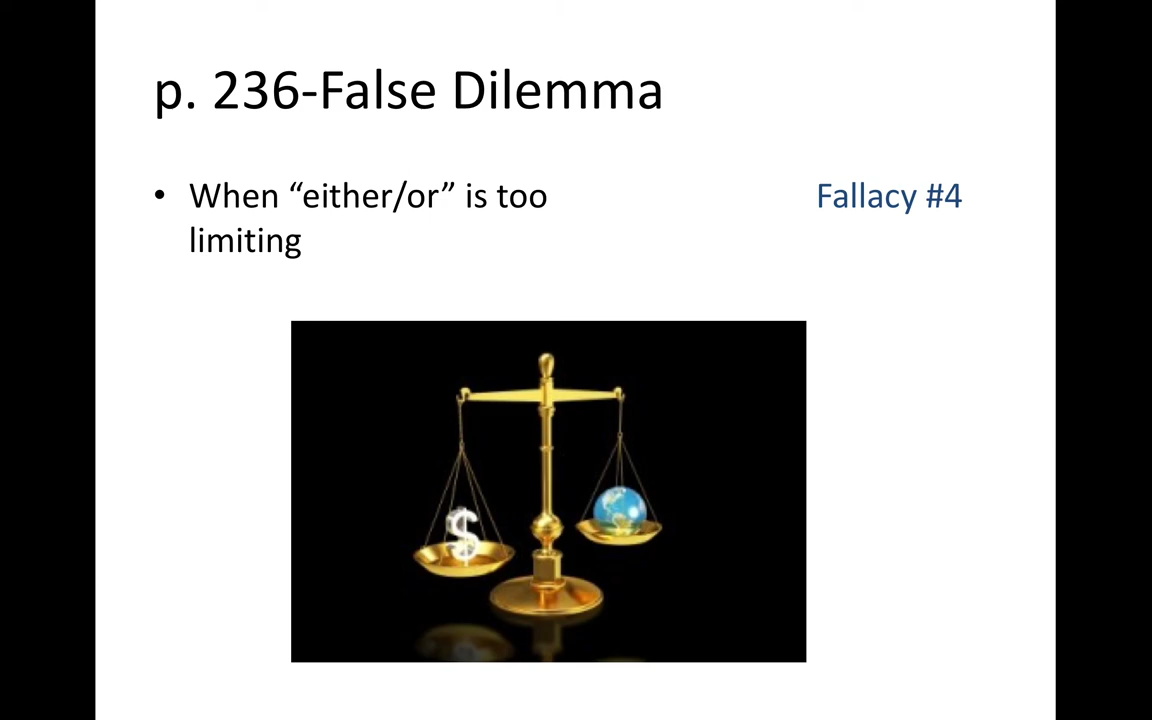 p. 236-False Dilemma
• When “either/or” is too
limiting
Fallacy #4
$